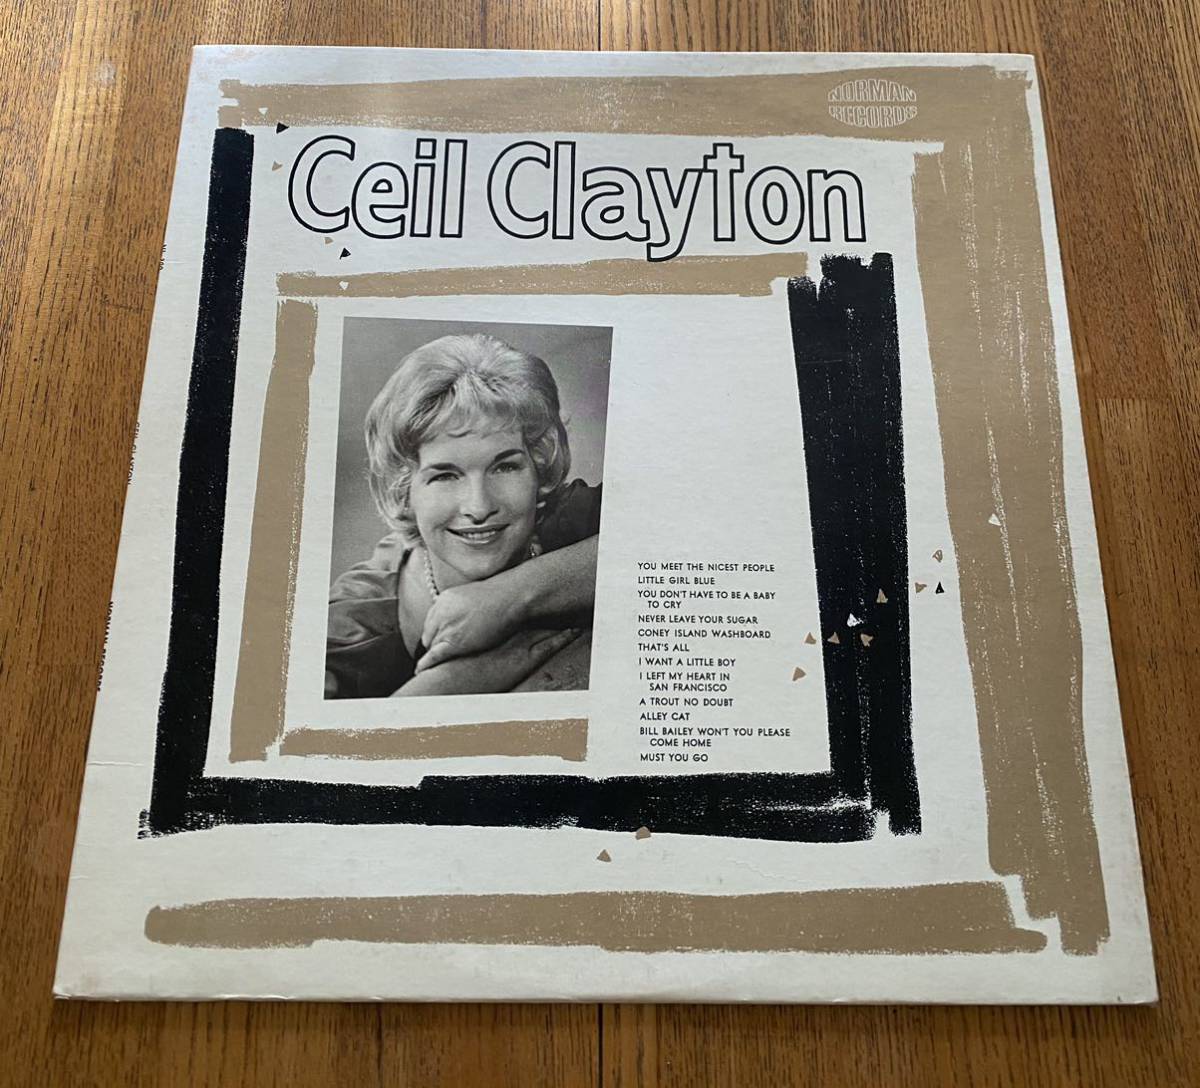 NORMAN
RECORDS
Ceil Clayton
YOU MEET THE NICEST PEOPLE
LITTLE GIRL BLUE
YOU DON'T HAVE TO BE A BABY
TO CRY
NEVER LEAVE YOUR SUGAR
CONEY ISLAND WASHBOARD
THAT'S ALL
I WANT A LITTLE BOY
I LEFT MY HEART IN
SAN FRANCISCO
A TROUT NO DOUBT
ALLEY CAT
BILL BAILEY WON'T YOU PLEASE
COME HOME
MUST YOU GO